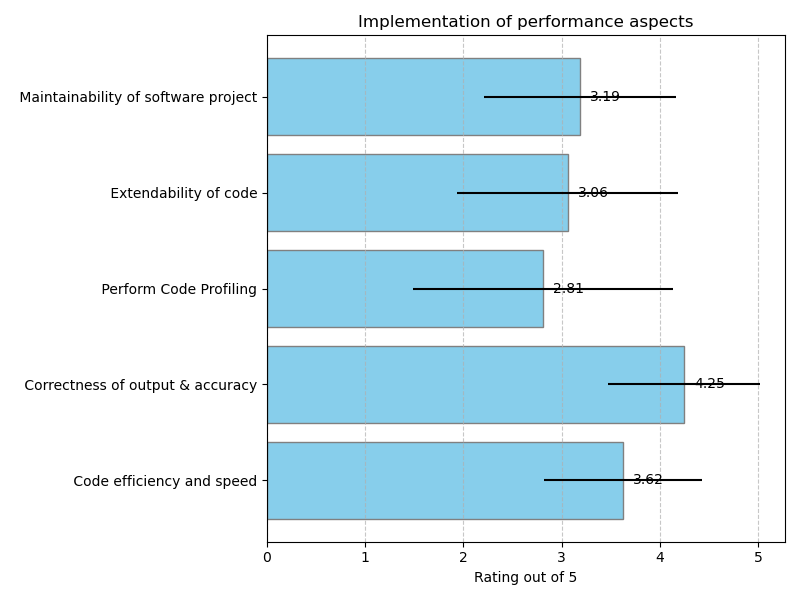 Implementation of performance aspects
Maintainability of software project
3.19
Extendability of code
3.06
Perform Code Profiling
2.81
Correctness of output & accuracy
4.25
Code efficiency and speed
3.62
0 1 2 3 4 5
Rating out of 5